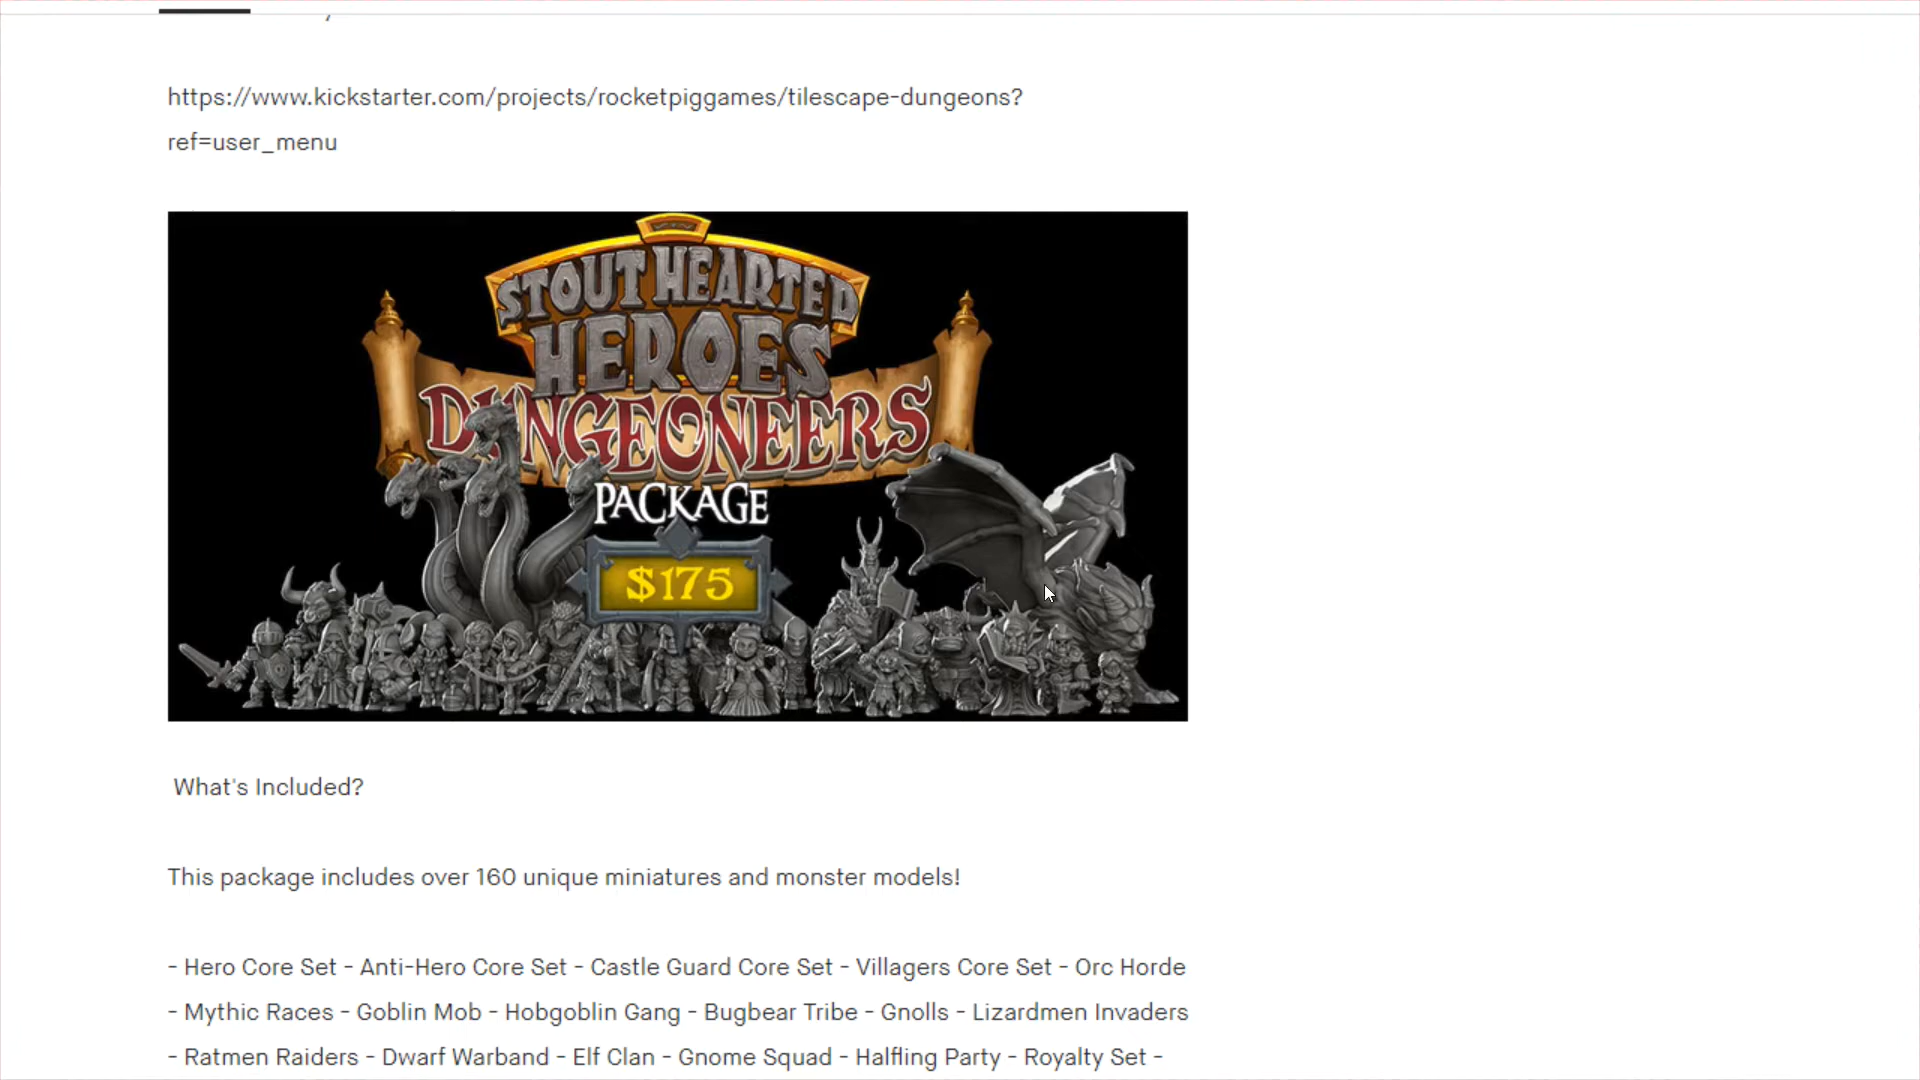 https://www.kickstarter.com/projects/rocketpiggames/tilescape-dungeons?
ref=user_menu
STOUT HEARTED
HEROES
DUNGEONEERS
PACKAGE
$175
What's Included?
This package includes over 160 unique miniatures and monster models!
- Hero Core Set - Anti-Hero Core Set - Castle Guard Core Set - Villagers Core Set - Orc Horde
- Mythic Races - Goblin Mob - Hobgoblin Gang - Bugbear Tribe - Gnolls - Lizardmen Invaders
- Ratmen Raiders - Dwarf Warband - Elf Clan - Gnome Squad - Halfling Party - Royalty Set -